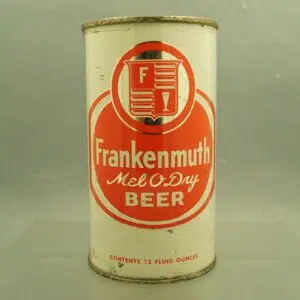 F
Frankenmuth
Mel-O-Dry
BEER
CONTENTS 12 FLUID OUNCES